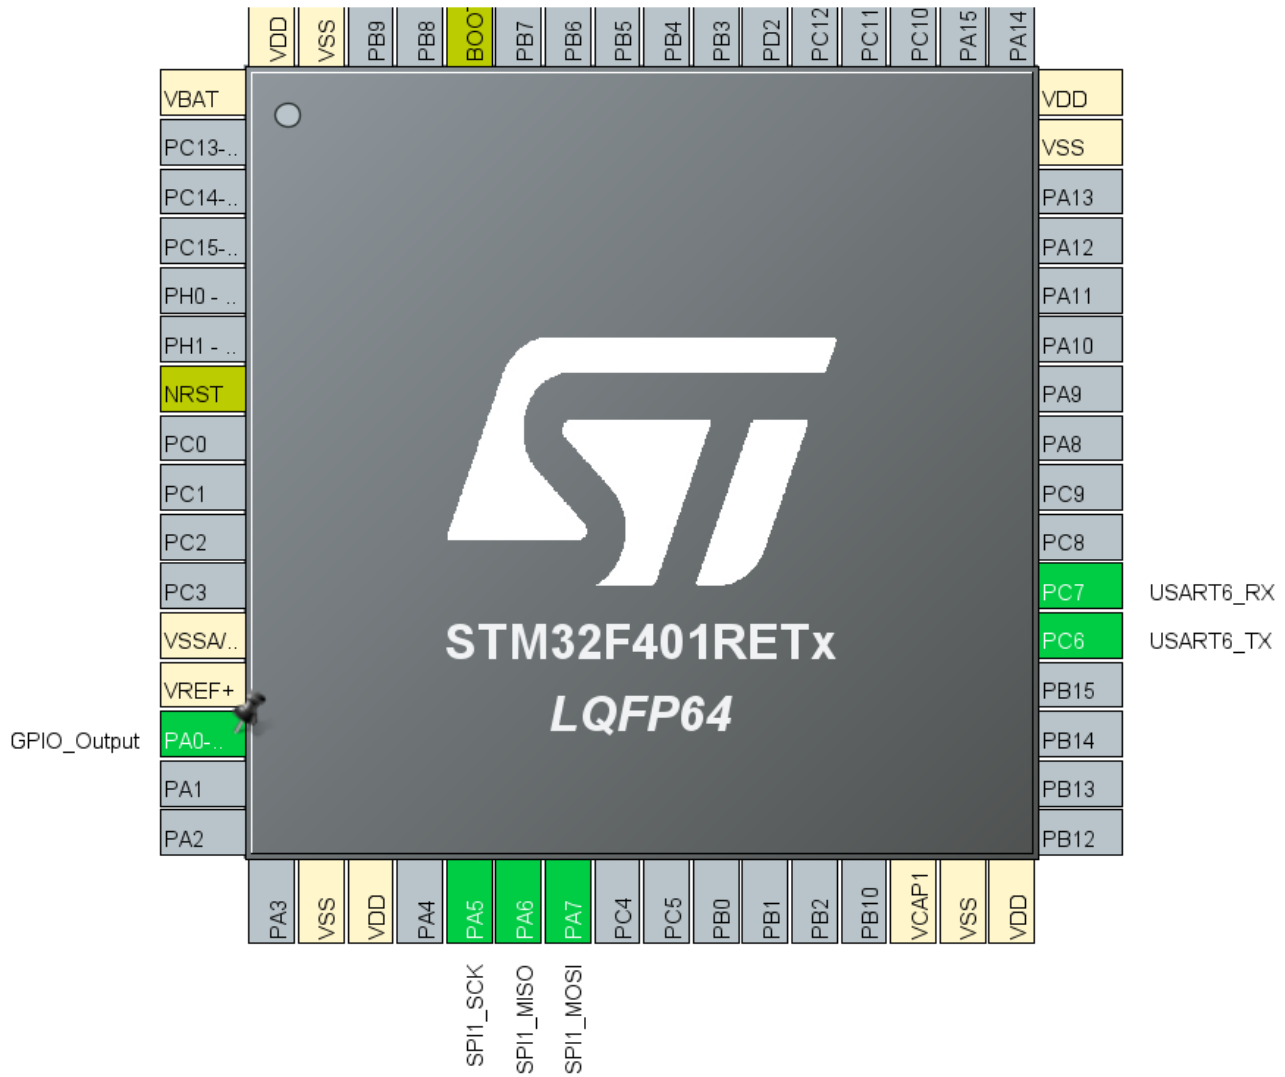 VDD
VSS
PB9
PB8
BOO
PB7
PB6
PB5
PB4
PB3
PD2
PC12
PC11
PC10
PA15
PA14
VBAT
PC13-..
PC14-..
PC15-..
PH0 - ..
PH1 - ..
NRST
PC0
PC1
PC2
PC3
VSSA/..
VREF+
GPIO_Output PA0-..
PA1
PA2
STM32F401RETx
LQFP64
VDD
VSS
PA13
PA12
PA11
PA10
PA9
PA8
PC9
PC8
PC7 USART6_RX
PC6 USART6_TX
PB15
PB14
PB13
PB12
PA3
VSS
VDD
PA4
PA5
PA6
PA7
PC4
PC5
PB0
PB1
PB2
PB10
VCAP1
VSS
VDD
SPI1_SCK
SPI1_MISO
SPI1_MOSI